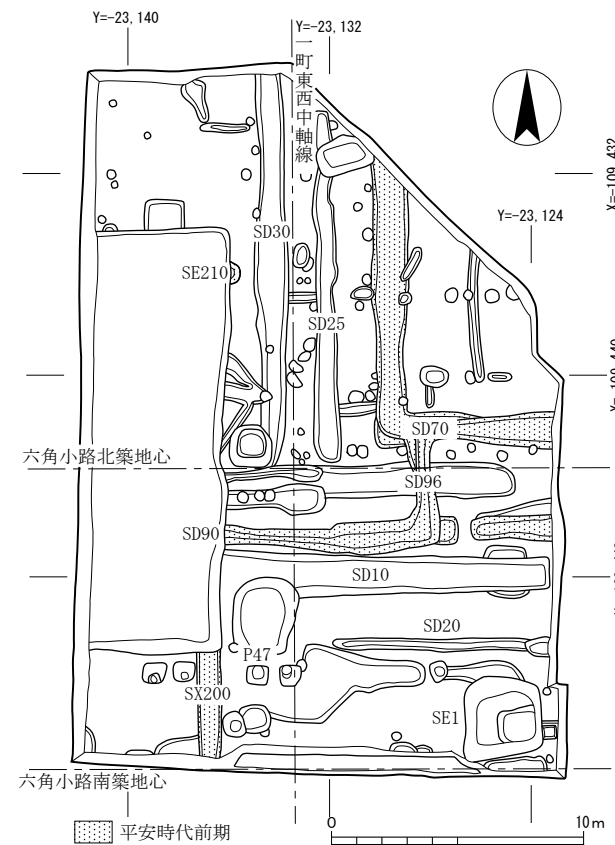 Y=-23, 140
Y=-23, 132
一町東西中軸線
X=-109, 432
Y=-23, 124
SD30
SE210
SD25
SD70
六角小路北築地心
SD96
SD90
SD10
SD20
P47
SX200
SE1
六角小路南築地心
平安時代前期
0
10m